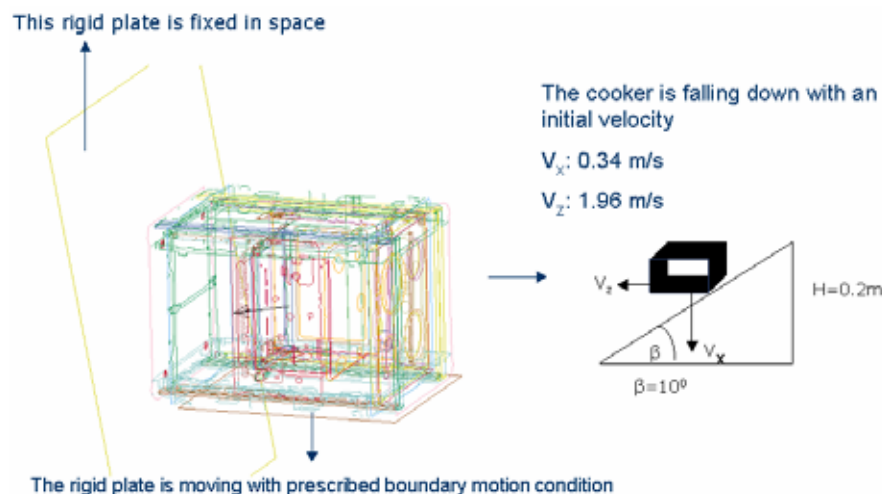 This rigid plate is fixed in space
The cooker is falling down with an
initial velocity
Vx: 0.34 m/s
Vz: 1.96 m/s
Vz
H=0.2m
β
Vx
β=10º
The rigid plate is moving with prescribed boundary motion condition